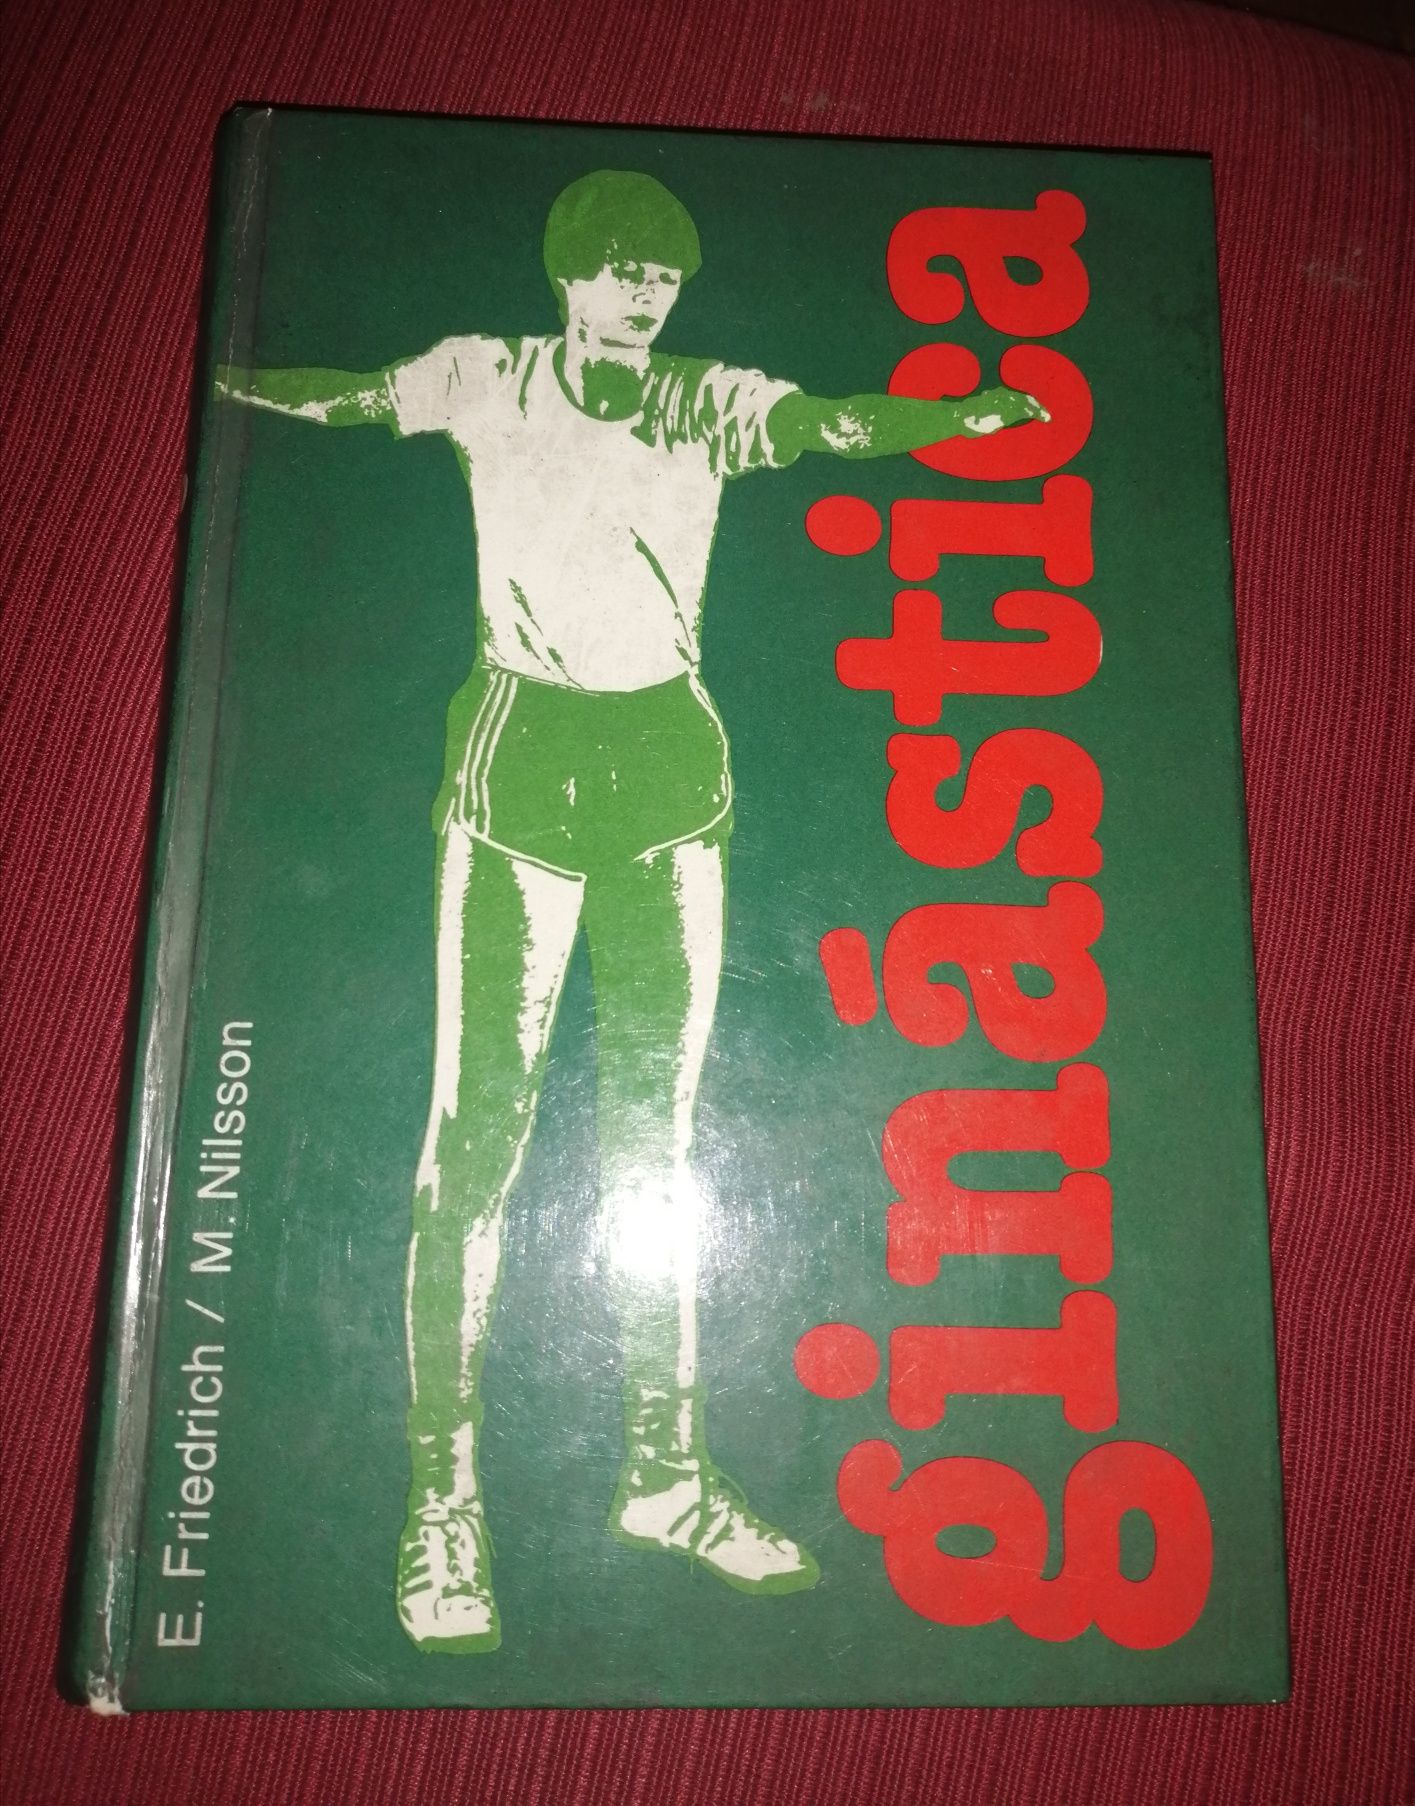 E. Friedrich / M. Nilsson
ginástica